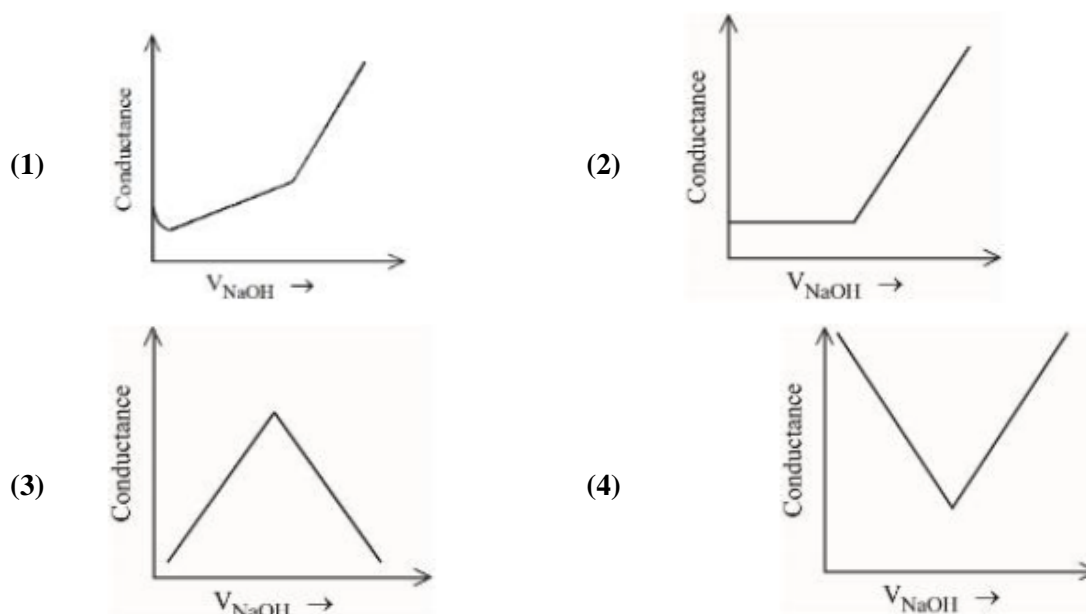 (1)
Conductance
V_NaOH →
(2)
Conductance
V_NaOH →
(3)
Conductance
V_NaOH →
(4)
Conductance
V_NaOH →